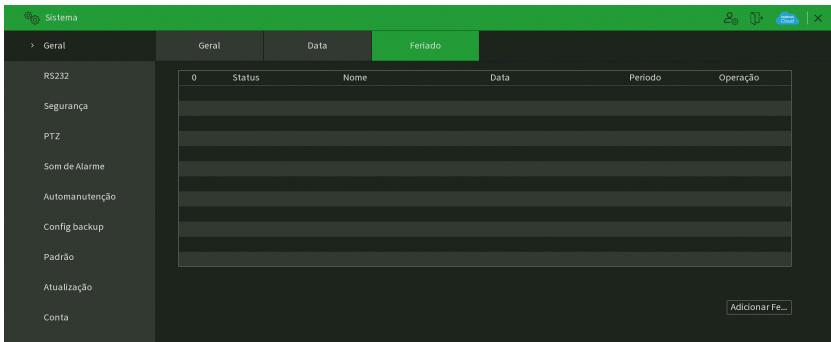 Sistema
> Geral
Geral Data Feriado
RS232
0 Status Nome Data Periodo Operação
Segurança
PTZ
Som de Alarme
Automanutenção
Config backup
Padrão
Atualização
Adicionar Fe...
Conta